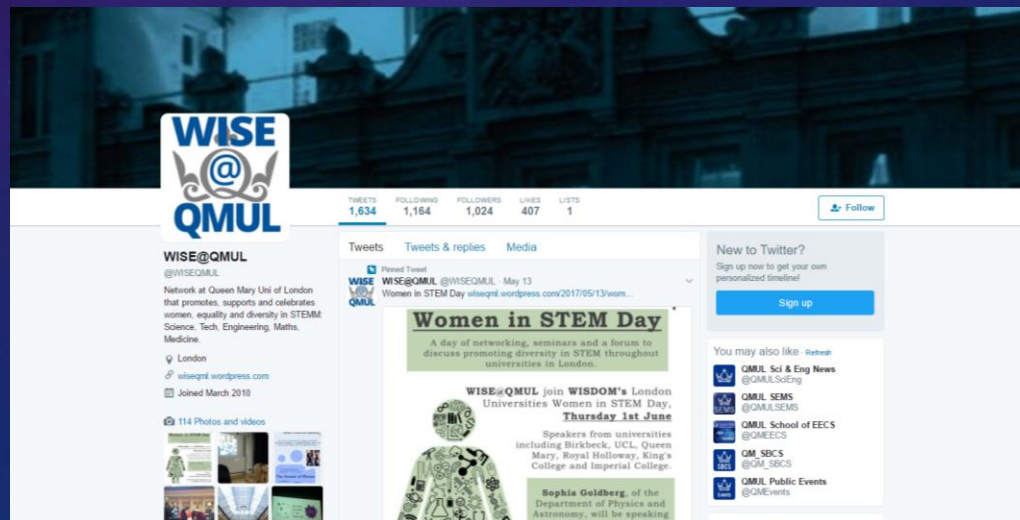 WISE
@
QMUL
TWEETS FOLLOWING FOLLOWERS LIKES LISTS
1,634 1,164 1,024 407 1
Follow
WISE@QMUL
@WISEQMUL
Network at Queen Mary Uni of London
that promotes, supports and celebrates
women, equality and diversity in STEMM:
Science, Tech, Engineering, Maths,
Medicine.
London
wiseqml.wordpress.com
Joined March 2010
114 Photos and videos
Tweets Tweets & replies Media
Pinned Tweet
WISE
QMUL
WISE@QMUL @WISEQMUL · May 13
Women in STEM Day wiseqml.wordpress.com/2017/05/13/wom...
Women in STEM Day
A day of networking, seminars and a forum to
discuss promoting diversity in STEM throughout
universities in London.
WISE@QMUL join WISDOM's London
Universities Women in STEM Day,
Thursday 1st June
Speakers from universities
including Birkbeck, UCL, Queen
Mary, Royal Holloway, King's
College and Imperial College.
Sophia Goldberg, of the
Department of Physics and
Astronomy, will be speaking
New to Twitter?
Sign up now to get your own
personalized timeline!
Sign up
You may also like · Refresh
QMUL Sci & Eng News
@QMULSciEng
SEMS
QMUL SEMS
@QMULSEMS
QMUL School of EECS
@QMEECS
SBCS
QM_SBCS
@QM_SBCS
Events
QMUL Public Events
@QMEvents
Women in STEM Day